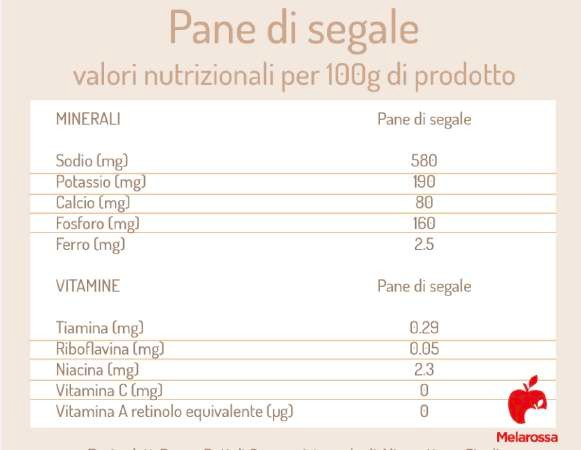 Pane di segale
valori nutrizionali per 100g di prodotto
MINERALI Pane di segale
Sodio (mg) 580
Potassio (mg) 190
Calcio (mg) 80
Fosforo (mg) 160
Ferro (mg) 2.5
VITAMINE Pane di segale
Tiamina (mg) 0.29
Riboflavina (mg) 0.05
Niacina (mg) 2.3
Vitamina C (mg) 0
Vitamina A retinolo equivalente (µg) 0
Melarossa